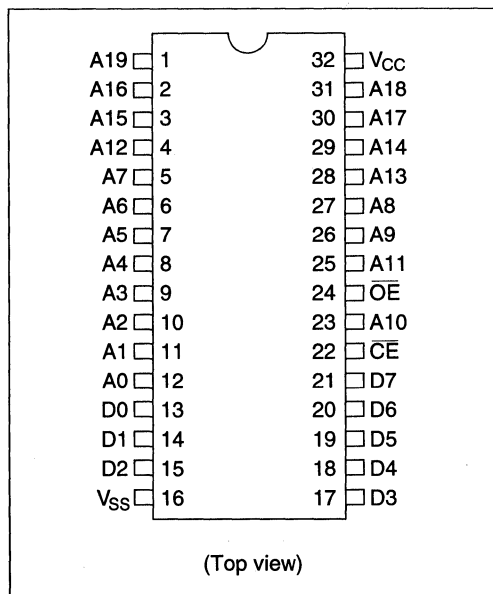 A19 1 32 VCC
A16 2 31 A18
A15 3 30 A17
A12 4 29 A14
A7 5 28 A13
A6 6 27 A8
A5 7 26 A9
A4 8 25 A11
A3 9 24 O̅E̅
A2 10 23 A10
A1 11 22 C̅E̅
A0 12 21 D7
D0 13 20 D6
D1 14 19 D5
D2 15 18 D4
VSS 16 17 D3
(Top view)